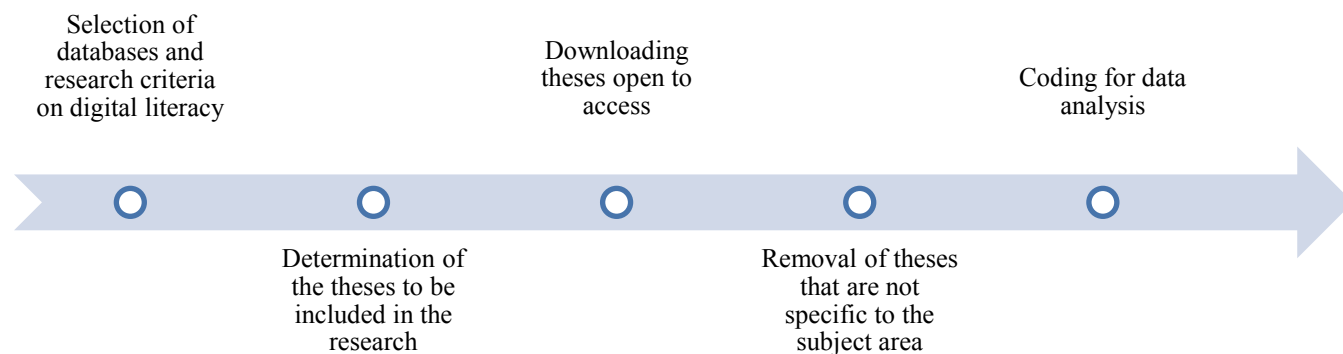 Selection of
databases and
research criteria
on digital literacy
Determination of
the theses to be
included in the
research
Downloading
theses open to
access
Removal of theses
that are not
specific to the
subject area
Coding for data
analysis